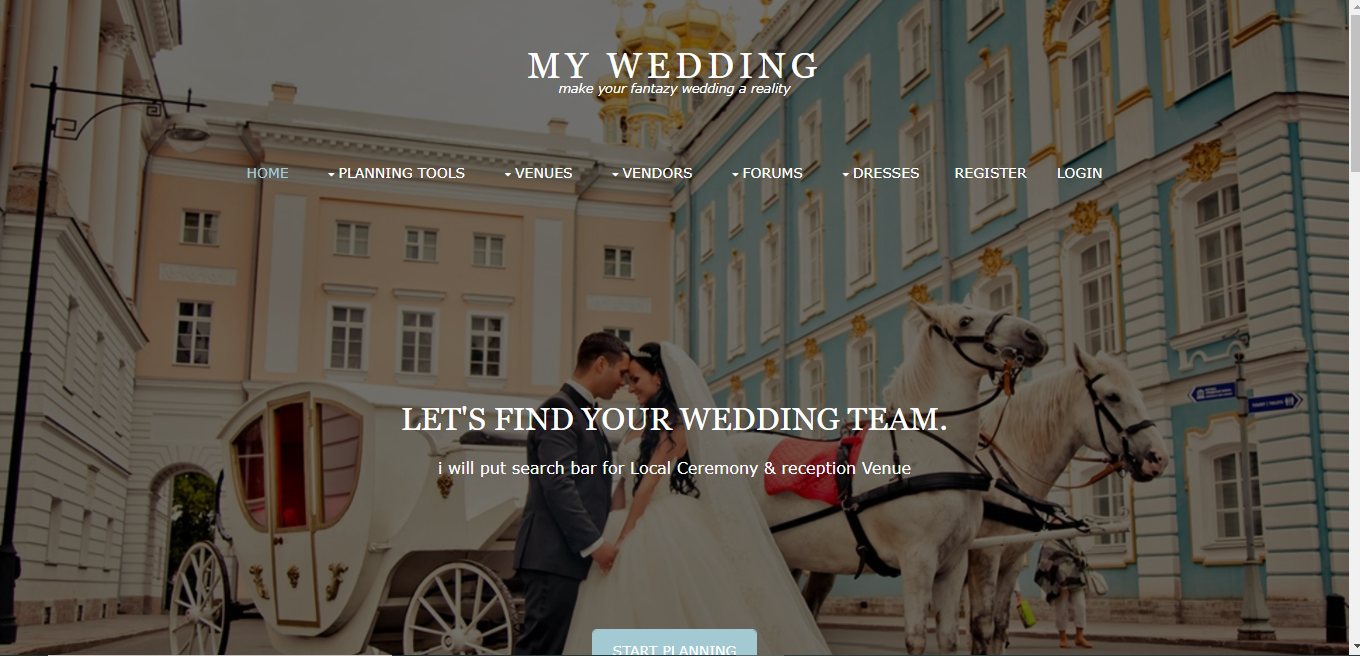 MY WEDDING
make your fantazy wedding a reality
HOME PLANNING TOOLS VENUES VENDORS FORUMS DRESSES REGISTER LOGIN
LET'S FIND YOUR WEDDING TEAM.
i will put search bar for Local Ceremony & reception Venue
START PLANNING